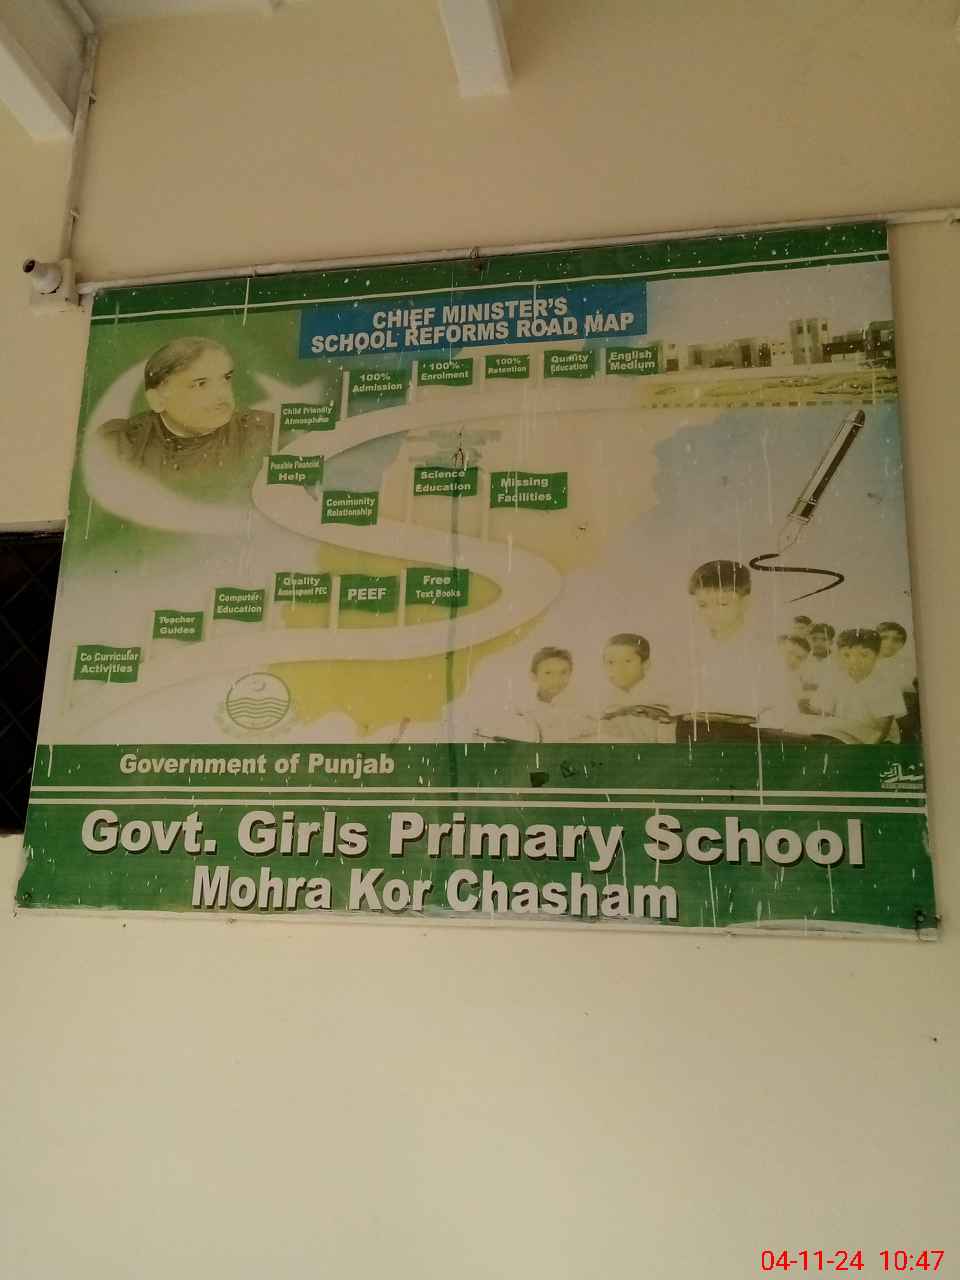 CHIEF MINISTER'S
SCHOOL REFORMS ROAD MAP
100%
Admission
100%
Enrolment
100%
Retention
Quality
Education
English
Medium
Child Friendly
Atmosphere
Possible Financial
Help
Community
Relationship
Science
Education
Missing
Facilities
Co Curricular
Activities
Teacher
Guides
Computer
Education
Quality
Assessment PEC
PEEF
Free
Text Books
Government of Punjab
Govt. Girls Primary School
Mohra Kor Chasham
04-11-24 10:47